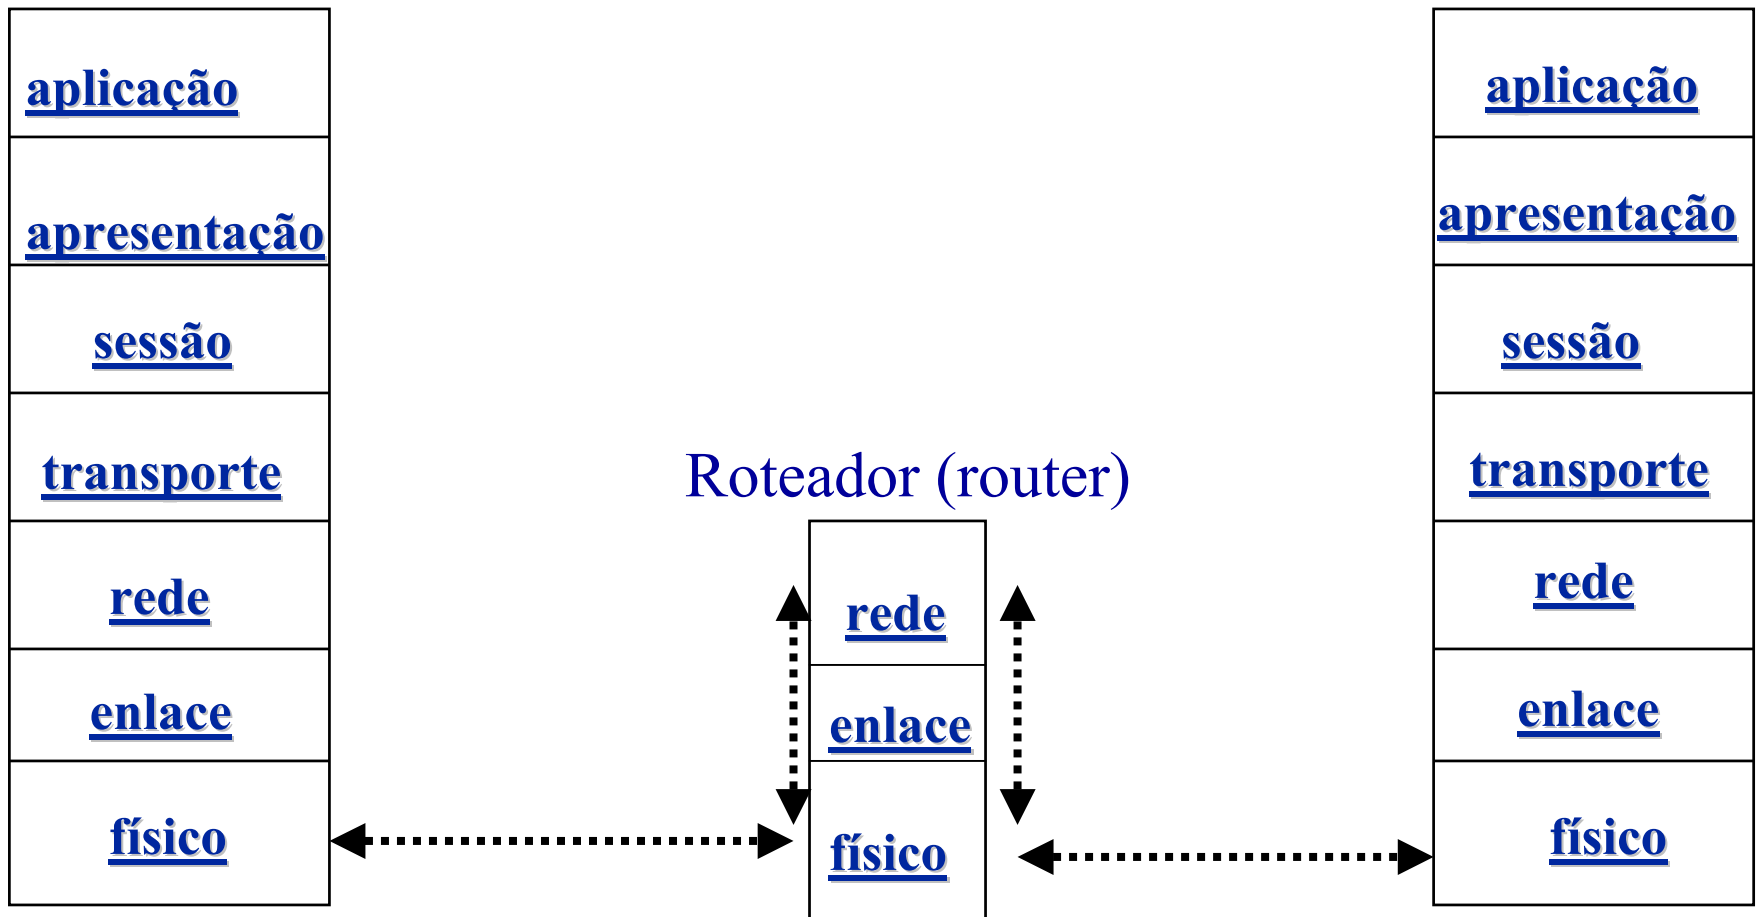 aplicação
apresentação
sessão
transporte
rede
enlace
físico
Roteador (router)
rede
enlace
físico
aplicação
apresentação
sessão
transporte
rede
enlace
físico